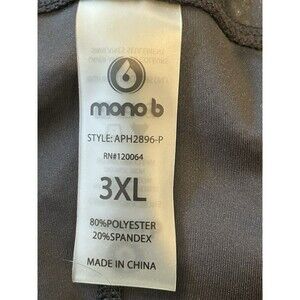 mono b
STYLE: APH2896-P
RN#120064
3XL
80%POLYESTER
20%SPANDEX
MADE IN CHINA